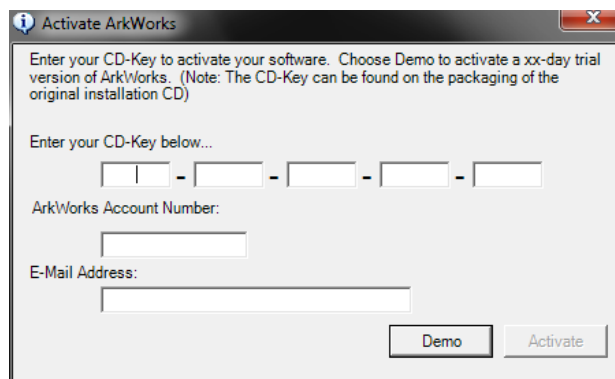 Activate ArkWorks
Enter your CD-Key to activate your software. Choose Demo to activate a xx-day trial
version of ArkWorks. (Note: The CD-Key can be found on the packaging of the
original installation CD)
Enter your CD-Key below...
- - - -
ArkWorks Account Number:
E-Mail Address:
Demo Activate